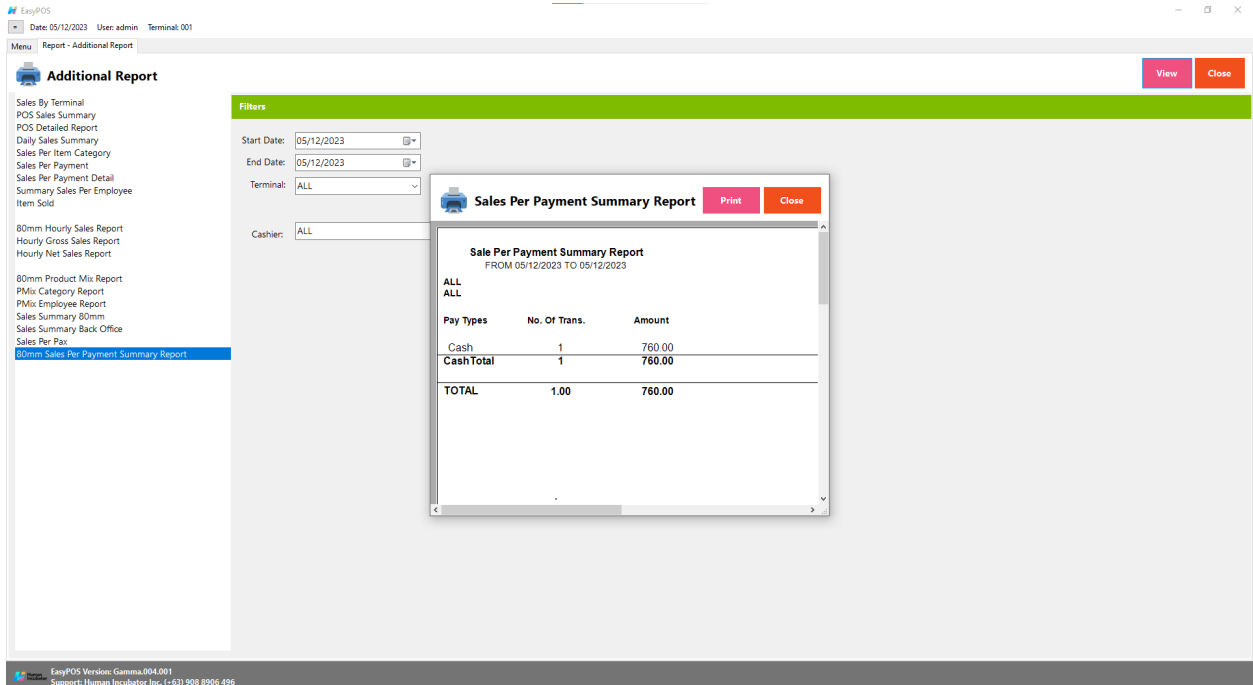 EasyPOS
Date: 05/12/2023 User: admin Terminal: 001
Menu Report - Additional Report
Additional Report
View Close
Sales By Terminal
POS Sales Summary
POS Detailed Report
Daily Sales Summary
Sales Per Item Category
Sales Per Payment
Sales Per Payment Detail
Summary Sales Per Employee
Item Sold
80mm Hourly Sales Report
Hourly Gross Sales Report
Hourly Net Sales Report
80mm Product Mix Report
PMix Category Report
PMix Employee Report
Sales Summary 80mm
Sales Summary Back Office
Sales Per Pax
80mm Sales Per Payment Summary Report
Filters
Start Date: 05/12/2023
End Date: 05/12/2023
Terminal: ALL
Cashier: ALL
Sales Per Payment Summary Report Print Close
Sale Per Payment Summary Report
FROM 05/12/2023 TO 05/12/2023
ALL
ALL
Pay Types No. Of Trans. Amount
Cash 1 760.00
CashTotal 1 760.00
TOTAL 1.00 760.00
Human Incubator
EasyPOS Version: Gamma.004.001
Support: Human Incubator Inc. (+63) 908 8906 496